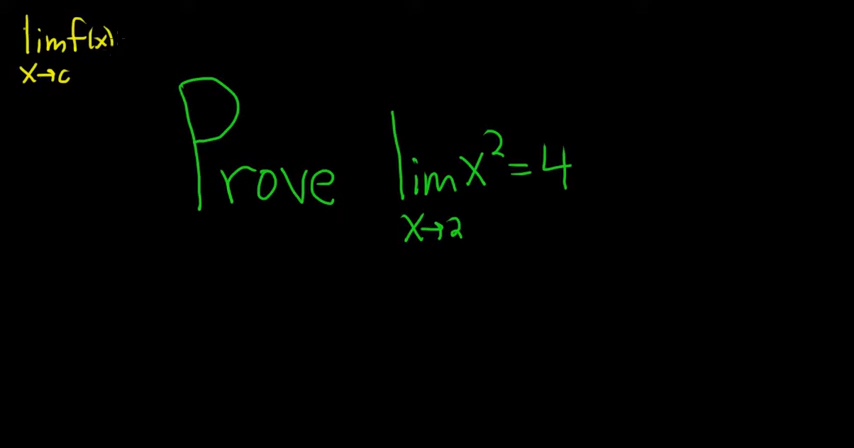 lim f(x)
x→c
Prove lim x² = 4
x→2